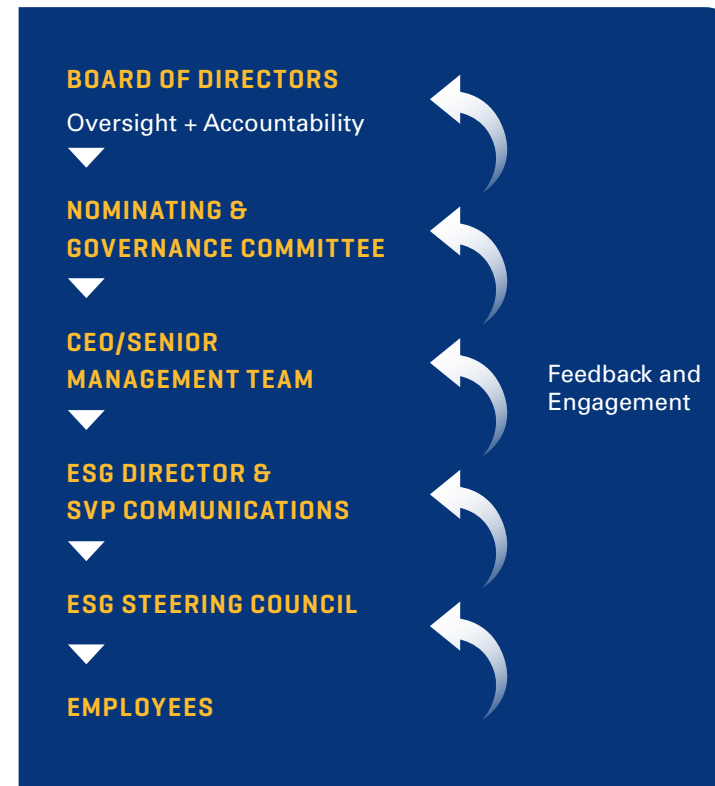 BOARD OF DIRECTORS
Oversight + Accountability
NOMINATING &
GOVERNANCE COMMITTEE
CEO/SENIOR
MANAGEMENT TEAM
Feedback and
Engagement
ESG DIRECTOR &
SVP COMMUNICATIONS
ESG STEERING COUNCIL
EMPLOYEES